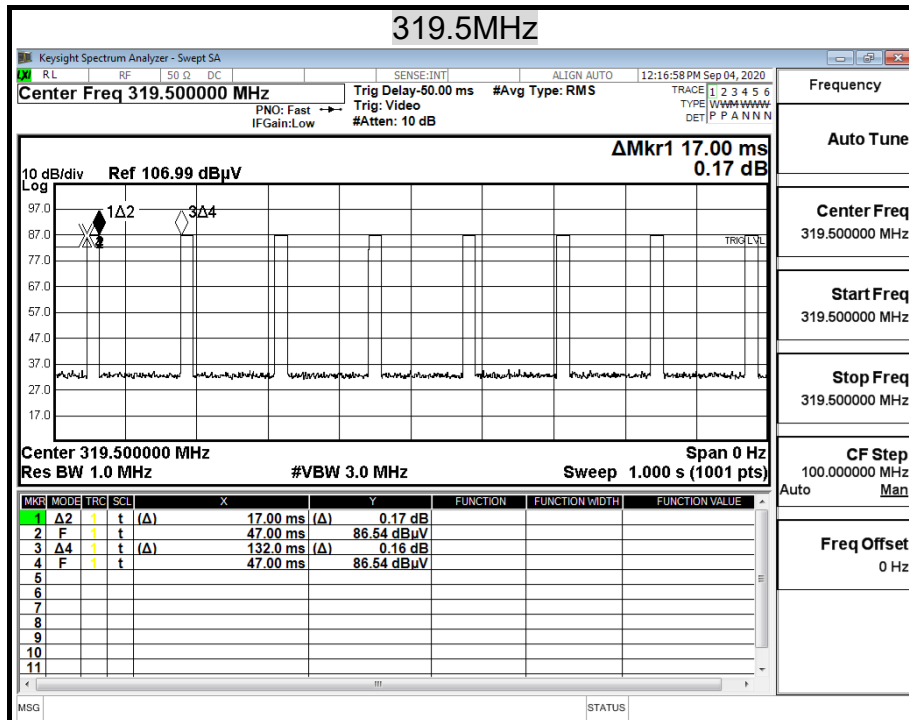 319.5MHz
Keysight Spectrum Analyzer - Swept SA
LXI RL RF 50 Ω DC SENSE:INT ALIGN AUTO 12:16:58 PM Sep 04, 2020
Center Freq 319.500000 MHz
PNO: Fast
IFGain:Low
Trig Delay-50.00 ms
Trig: Video
#Atten: 10 dB
#Avg Type: RMS
TRACE 1 2 3 4 5 6
TYPE WWMWWWW
DET P P A N N N
ΔMkr1 17.00 ms
0.17 dB
10 dB/div Ref 106.99 dBµV
Log
97.0
87.0
77.0
67.0
57.0
47.0
37.0
27.0
17.0
1Δ2
3Δ4
TRIG LVL
Center 319.500000 MHz Span 0 Hz
Res BW 1.0 MHz #VBW 3.0 MHz Sweep 1.000 s (1001 pts)
MKR MODE TRC SCL X Y FUNCTION FUNCTION WIDTH FUNCTION VALUE
1 Δ2 1 t (Δ) 17.00 ms (Δ) 0.17 dB
2 F 1 t 47.00 ms 86.54 dBµV
3 Δ4 1 t (Δ) 132.0 ms (Δ) 0.16 dB
4 F 1 t 47.00 ms 86.54 dBµV
5
6
7
8
9
10
11
MSG STATUS
Frequency
Auto Tune
Center Freq
319.500000 MHz
Start Freq
319.500000 MHz
Stop Freq
319.500000 MHz
CF Step
100.000000 MHz
Auto Man
Freq Offset
0 Hz